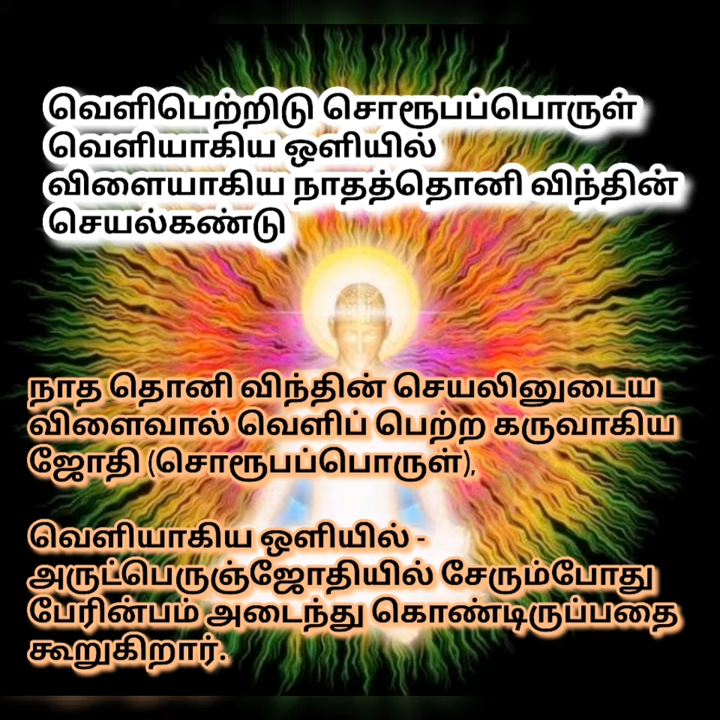 வெளிபெற்றிடு சொரூபப்பொருள்
வெளியாகிய ஒளியில்
விளையாகிய நாதத்தொனி விந்தின்
செயல்கண்டு
நாத தொனி விந்தின் செயலினுடைய
விளைவால் வெளிப் பெற்ற கருவாகிய
ஜோதி (சொரூபப்பொருள்),
வெளியாகிய ஒளியில் -
அருட்பெருஞ்ஜோதியில் சேரும்போது
பேரின்பம் அடைந்து கொண்டிருப்பதை
கூறுகிறார்.